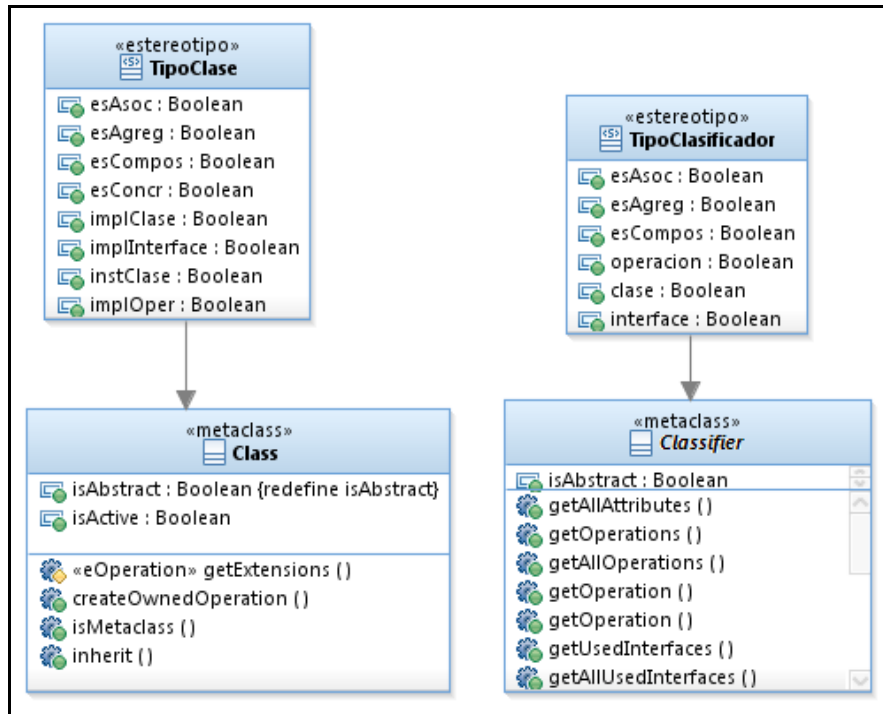 «estereotipo»
TipoClase
esAsoc : Boolean
esAgreg : Boolean
esCompos : Boolean
esConcr : Boolean
implClase : Boolean
implInterface : Boolean
instClase : Boolean
implOper : Boolean
«metaclass»
Class
isAbstract : Boolean {redefine isAbstract}
isActive : Boolean
«eOperation» getExtensions ()
createOwnedOperation ()
isMetaclass ()
inherit ()
«estereotipo»
TipoClasificador
esAsoc : Boolean
esAgreg : Boolean
esCompos : Boolean
operacion : Boolean
clase : Boolean
interface : Boolean
«metaclass»
Classifier
isAbstract : Boolean
getAllAttributes ()
getOperations ()
getAllOperations ()
getOperation ()
getOperation ()
getUsedInterfaces ()
getAllUsedInterfaces ()